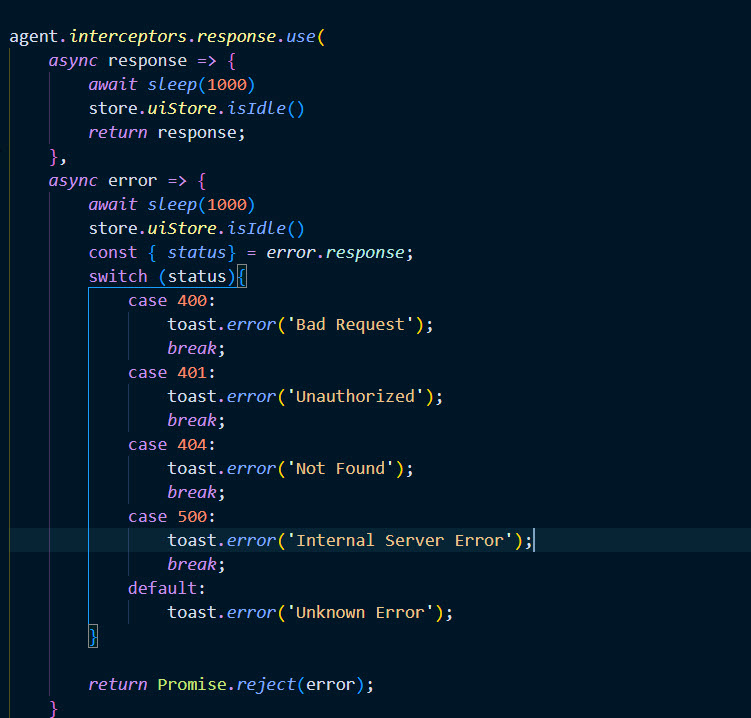 agent.interceptors.response.use(
    async response => {
        await sleep(1000)
        store.uiStore.isIdle()
        return response;
    },
    async error => {
        await sleep(1000)
        store.uiStore.isIdle()
        const { status} = error.response;
        switch (status){
            case 400:
                toast.error('Bad Request');
                break;
            case 401:
                toast.error('Unauthorized');
                break;
            case 404:
                toast.error('Not Found');
                break;
            case 500:
                toast.error('Internal Server Error');
                break;
            default:
                toast.error('Unknown Error');
        }
        return Promise.reject(error);
    }